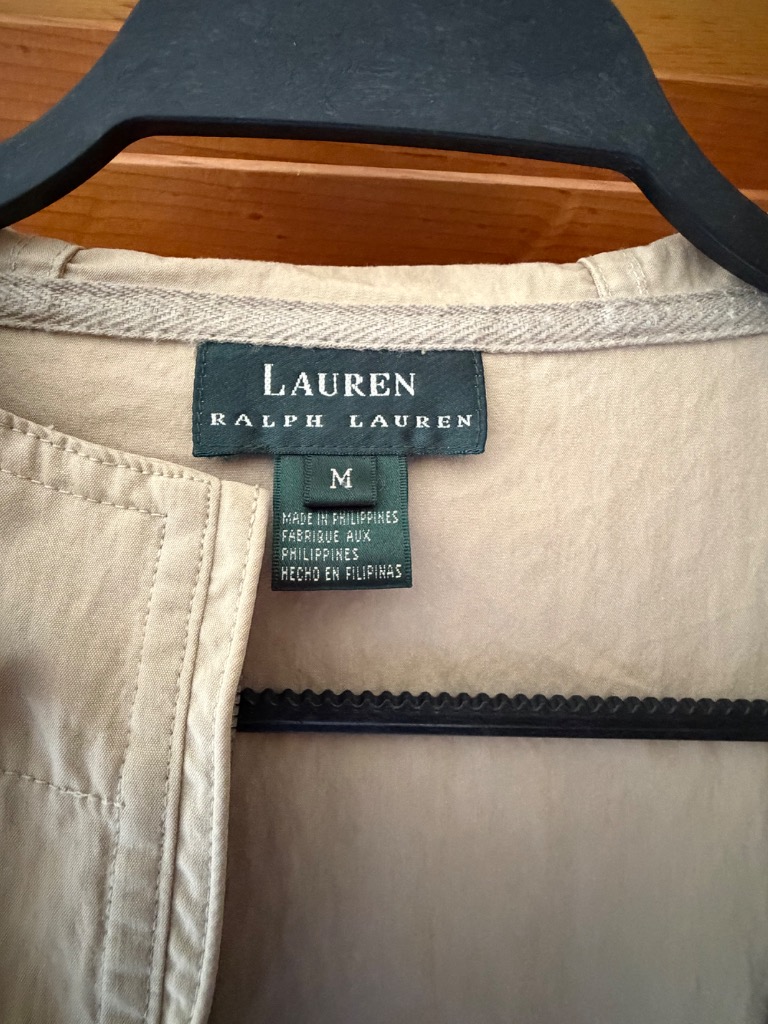 LAUREN
RALPH LAUREN
M
MADE IN PHILIPPINES
FABRIQUE AUX
PHILIPPINES
HECHO EN FILIPINAS